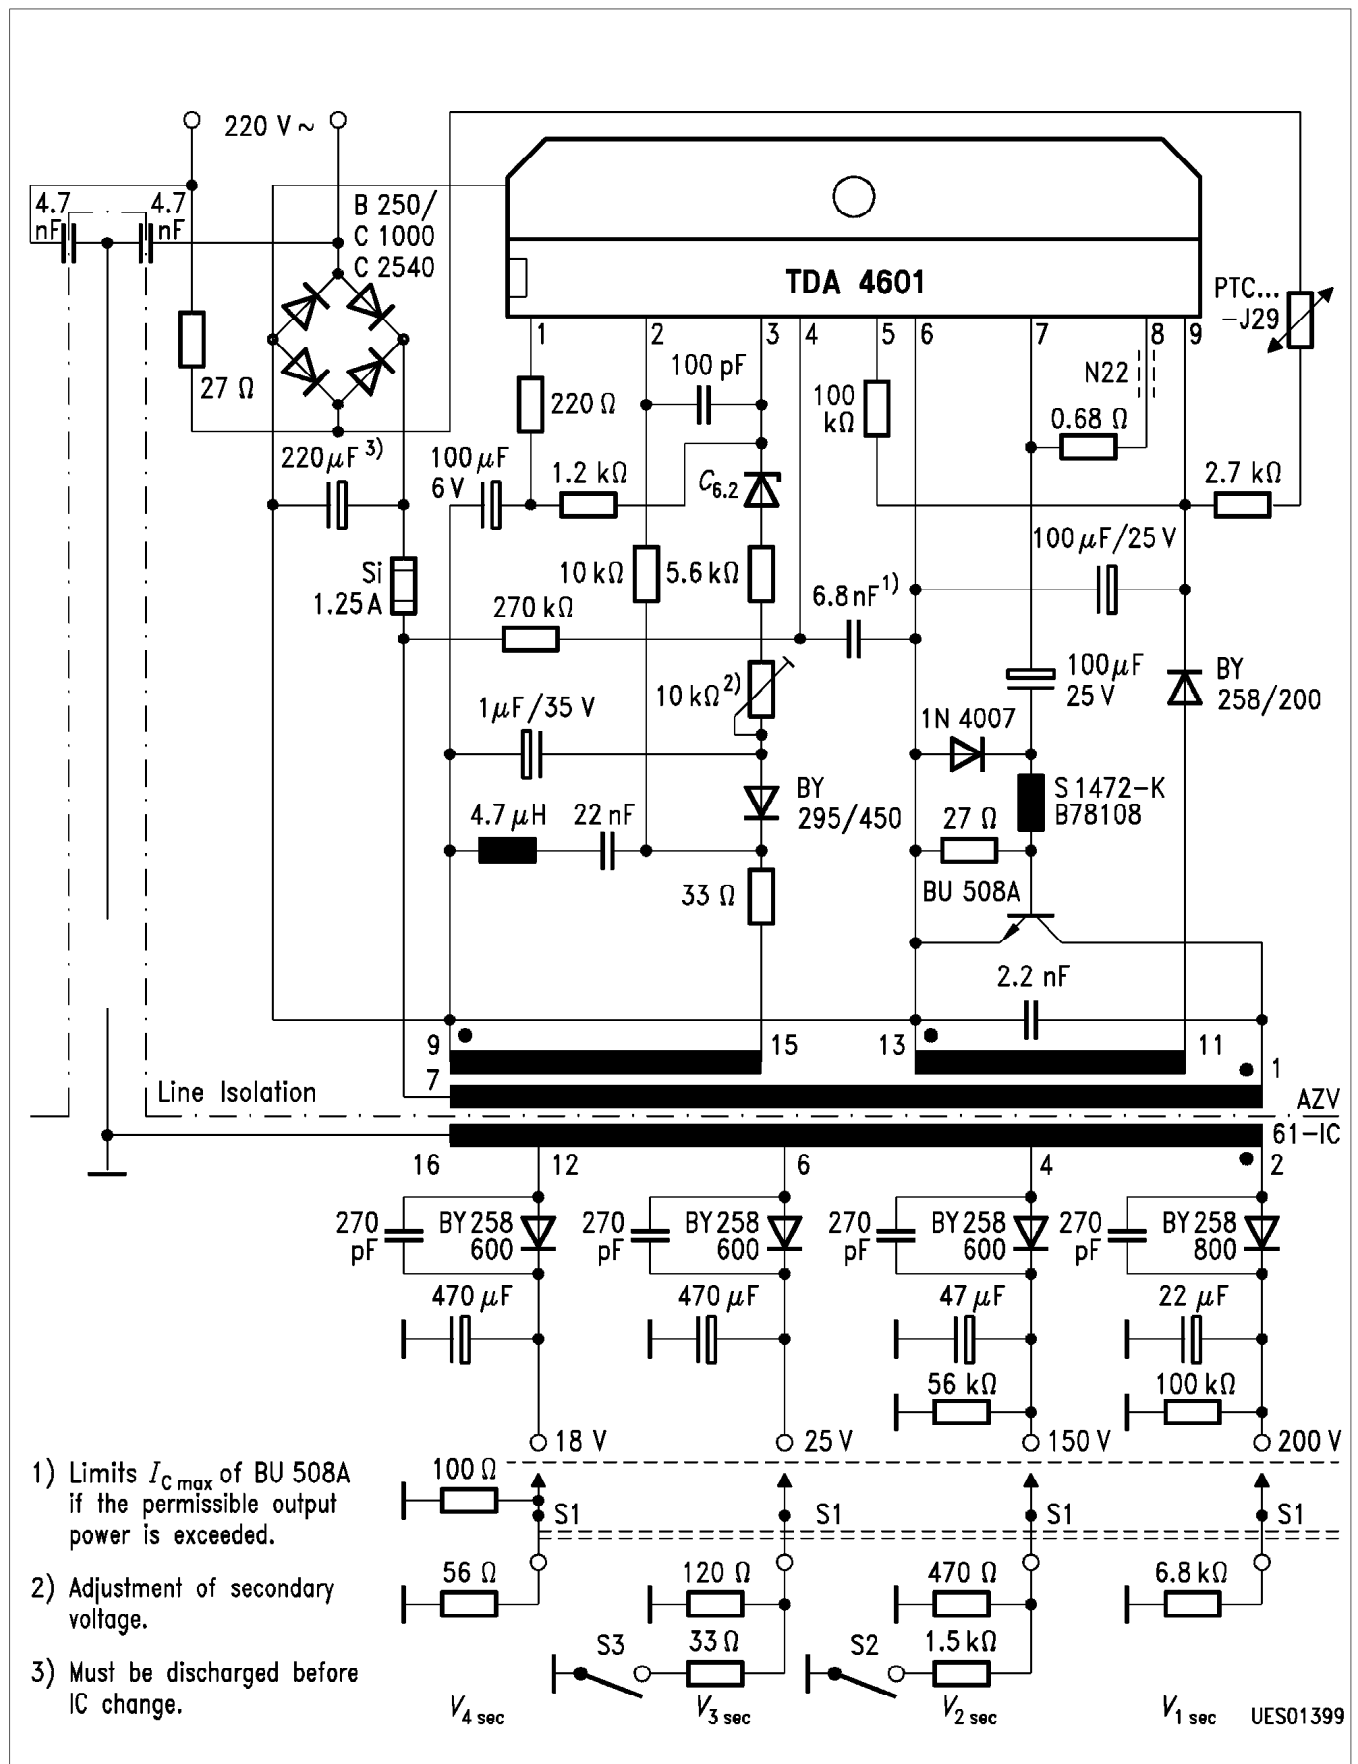 220 V ~
4.7
nF
4.7
nF
B 250/
C 1000
C 2540
TDA 4601
PTC...
-J29
1
2
3
4
5
6
7
8
9
27 Ω
220 Ω
100 pF
100
kΩ
N22
0.68 Ω
220 µF 3)
100 µF
6 V
1.2 kΩ
C6.2
2.7 kΩ
100 µF/25 V
Si
1.25 A
10 kΩ
5.6 kΩ
270 kΩ
6.8 nF 1)
10 kΩ 2)
100 µF
25 V
BY
258/200
1 µF/35 V
1N 4007
BY
295/450
S 1472-K
B78108
4.7 µH
22 nF
27 Ω
33 Ω
BU 508A
2.2 nF
9
15
13
11
7
1
Line Isolation
AZV
61-IC
16
12
6
4
2
270
pF
BY 258
600
270
pF
BY 258
600
270
pF
BY 258
600
270
pF
BY 258
800
470 µF
470 µF
47 µF
22 µF
56 kΩ
100 kΩ
18 V
25 V
150 V
200 V
1) Limits IC max of BU 508A
if the permissible output
power is exceeded.
100 Ω
S1
S1
S1
S1
2) Adjustment of secondary
voltage.
56 Ω
120 Ω
470 Ω
6.8 kΩ
3) Must be discharged before
IC change.
S3
33 Ω
S2
1.5 kΩ
V4 sec
V3 sec
V2 sec
V1 sec
UES01399